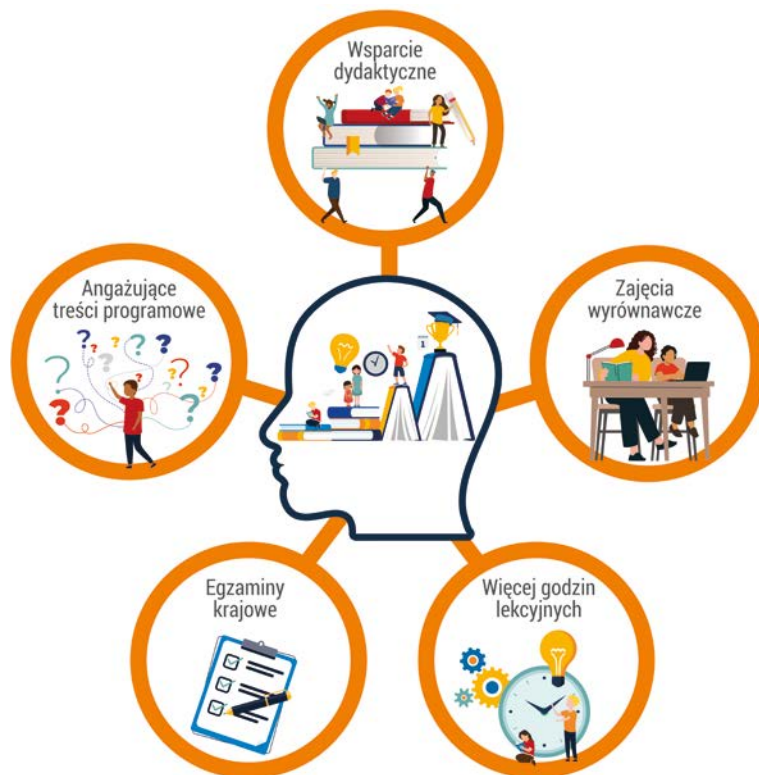 Wsparcie
dydaktyczne
Angażujące
treści programowe
Zajęcia
wyrównawcze
Egzaminy
krajowe
Więcej godzin
lekcyjnych